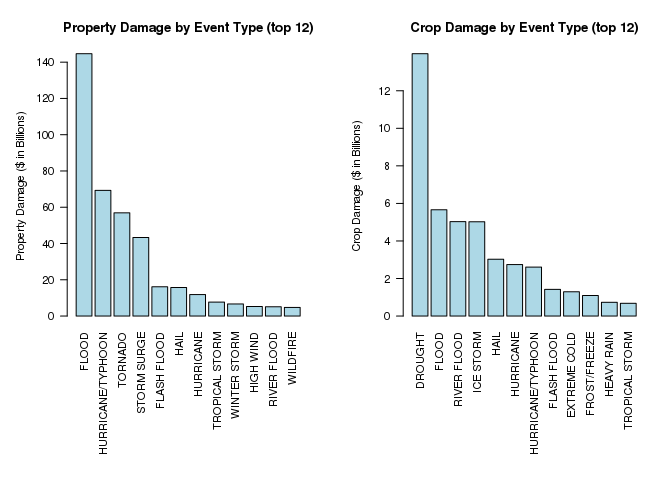 Property Damage by Event Type (top 12)
Property Damage ($ in Billions)
140
120
100
80
60
40
20
0
FLOOD
HURRICANE/TYPHOON
TORNADO
STORM SURGE
FLASH FLOOD
HAIL
HURRICANE
TROPICAL STORM
WINTER STORM
HIGH WIND
RIVER FLOOD
WILDFIRE
Crop Damage by Event Type (top 12)
Crop Damage ($ in Billions)
12
10
8
6
4
2
0
DROUGHT
FLOOD
RIVER FLOOD
ICE STORM
HAIL
HURRICANE
HURRICANE/TYPHOON
FLASH FLOOD
EXTREME COLD
FROST/FREEZE
HEAVY RAIN
TROPICAL STORM